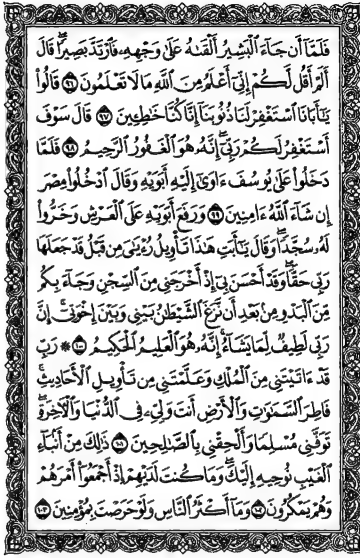 فَلَمَّآ أَن جَآءَ ٱلْبَشِيرُ أَلْقَىٰهُ عَلَىٰ وَجْهِهِۦ فَٱرْتَدَّ بَصِيرًا ۖ قَالَ
أَلَمْ أَقُل لَّكُمْ إِنِّىٓ أَعْلَمُ مِنَ ٱللَّهِ مَا لَا تَعْلَمُونَ ٩٦ قَالُوا۟
يَٰٓأَبَانَا ٱسْتَغْفِرْ لَنَا ذُنُوبَنَآ إِنَّا كُنَّا خَٰطِـِٔينَ ٩٧ قَالَ سَوْفَ
أَسْتَغْفِرُ لَكُمْ رَبِّىٓ ۖ إِنَّهُۥ هُوَ ٱلْغَفُورُ ٱلرَّحِيمُ ٩٨ فَلَمَّا
دَخَلُوا۟ عَلَىٰ يُوسُفَ ءَاوَىٰٓ إِلَيْهِ أَبَوَيْهِ وَقَالَ ٱدْخُلُوا۟ مِصْرَ
إِن شَآءَ ٱللَّهُ ءَامِنِينَ ٩٩ وَرَفَعَ أَبَوَيْهِ عَلَى ٱلْعَرْشِ وَخَرُّوا۟
لَهُۥ سُجَّدًا ۖ وَقَالَ يَٰٓأَبَتِ هَٰذَا تَأْوِيلُ رُءْيَٰىَ مِن قَبْلُ قَدْ جَعَلَهَا
رَبِّى حَقًّا ۖ وَقَدْ أَحْسَنَ بِىٓ إِذْ أَخْرَجَنِى مِنَ ٱلسِّجْنِ وَجَآءَ بِكُم
مِّنَ ٱلْبَدْوِ مِنۢ بَعْدِ أَن نَّزَغَ ٱلشَّيْطَٰنُ بَيْنِى وَبَيْنَ إِخْوَتِىٓ ۚ إِنَّ
رَبِّى لَطِيفٌ لِّمَا يَشَآءُ ۚ إِنَّهُۥ هُوَ ٱلْعَلِيمُ ٱلْحَكِيمُ ١٠٠ ۞ رَبِّ
قَدْ ءَاتَيْتَنِى مِنَ ٱلْمُلْكِ وَعَلَّمْتَنِى مِن تَأْوِيلِ ٱلْأَحَادِيثِ ۚ
فَاطِرَ ٱلسَّمَٰوَٰتِ وَٱلْأَرْضِ أَنتَ وَلِىِّۦ فِى ٱلدُّنْيَا وَٱلْءَاخِرَةِ ۖ
تَوَفَّنِى مُسْلِمًا وَأَلْحِقْنِى بِٱلصَّٰلِحِينَ ١٠١ ذَٰلِكَ مِنْ أَنۢبَآءِ
ٱلْغَيْبِ نُوحِيهِ إِلَيْكَ ۖ وَمَا كُنتَ لَدَيْهِمْ إِذْ أَجْمَعُوٓا۟ أَمْرَهُمْ
وَهُمْ يَمْكُرُونَ ١٠٢ وَمَآ أَكْثَرُ ٱلنَّاسِ وَلَوْ حَرَصْتَ بِمُؤْمِنِينَ ١٠٣